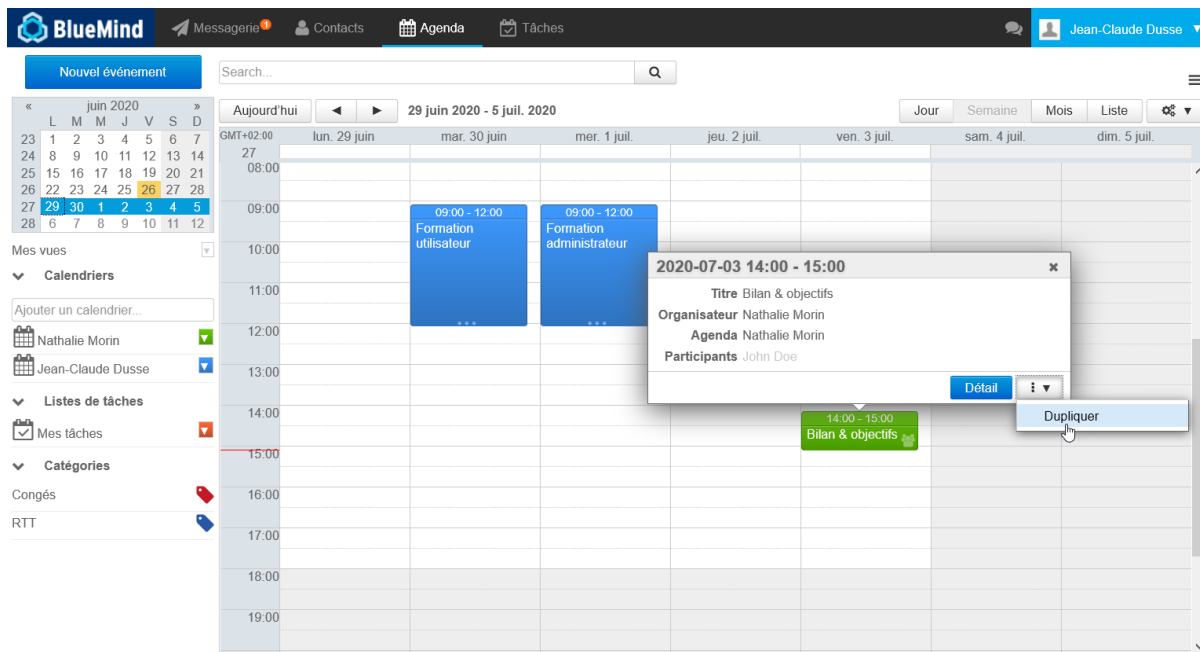 BlueMind
Messagerie 1
Contacts
Agenda
Tâches
Jean-Claude Dusse
Nouvel événement
Search...
« juin 2020 »
L M M J V S D
23 1 2 3 4 5 6 7
24 8 9 10 11 12 13 14
25 15 16 17 18 19 20 21
26 22 23 24 25 26 27 28
27 29 30 1 2 3 4 5
28 6 7 8 9 10 11 12
Mes vues
Calendriers
Ajouter un calendrier...
Nathalie Morin
Jean-Claude Dusse
Listes de tâches
Mes tâches
Catégories
Congés
RTT
Aujourd'hui
29 juin 2020 - 5 juil. 2020
Jour
Semaine
Mois
Liste
GMT+02:00
27
lun. 29 juin
mar. 30 juin
mer. 1 juil.
jeu. 2 juil.
ven. 3 juil.
sam. 4 juil.
dim. 5 juil.
08:00
09:00
10:00
11:00
12:00
13:00
14:00
15:00
16:00
17:00
18:00
19:00
09:00 - 12:00
Formation
utilisateur
09:00 - 12:00
Formation
administrateur
2020-07-03 14:00 - 15:00
Titre Bilan & objectifs
Organisateur Nathalie Morin
Agenda Nathalie Morin
Participants John Doe
Détail
Dupliquer
14:00 - 15:00
Bilan & objectifs